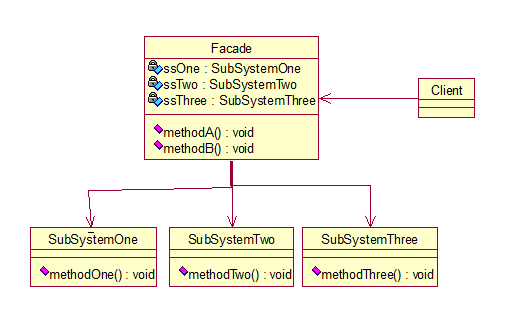 Facade
ssOne : SubSystemOne
ssTwo : SubSystemTwo
ssThree : SubSystemThree
Client
methodA() : void
methodB() : void
SubSystemOne
SubSystemTwo
SubSystemThree
methodOne() : void
methodTwo() : void
methodThree() : void